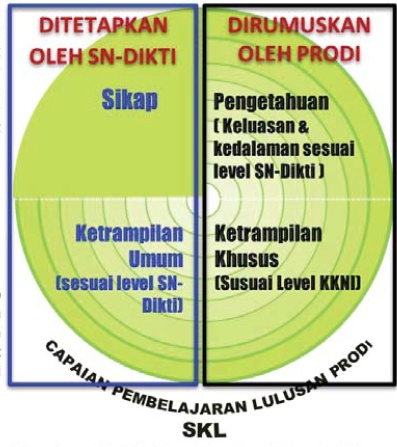 DITETAPKAN
OLEH SN-DIKTI
Sikap
Ketrampilan
Umum
(sesuai level SN-
Dikti)
DIRUMUSKAN
OLEH PRODI
Pengetahuan
( Keluasan &
kedalaman sesuai
level SN-Dikti )
Ketrampilan
Khusus
(Susuai Level KKNI)
CAPAIAN PEMBELAJARAN LULUSAN PRODI
SKL